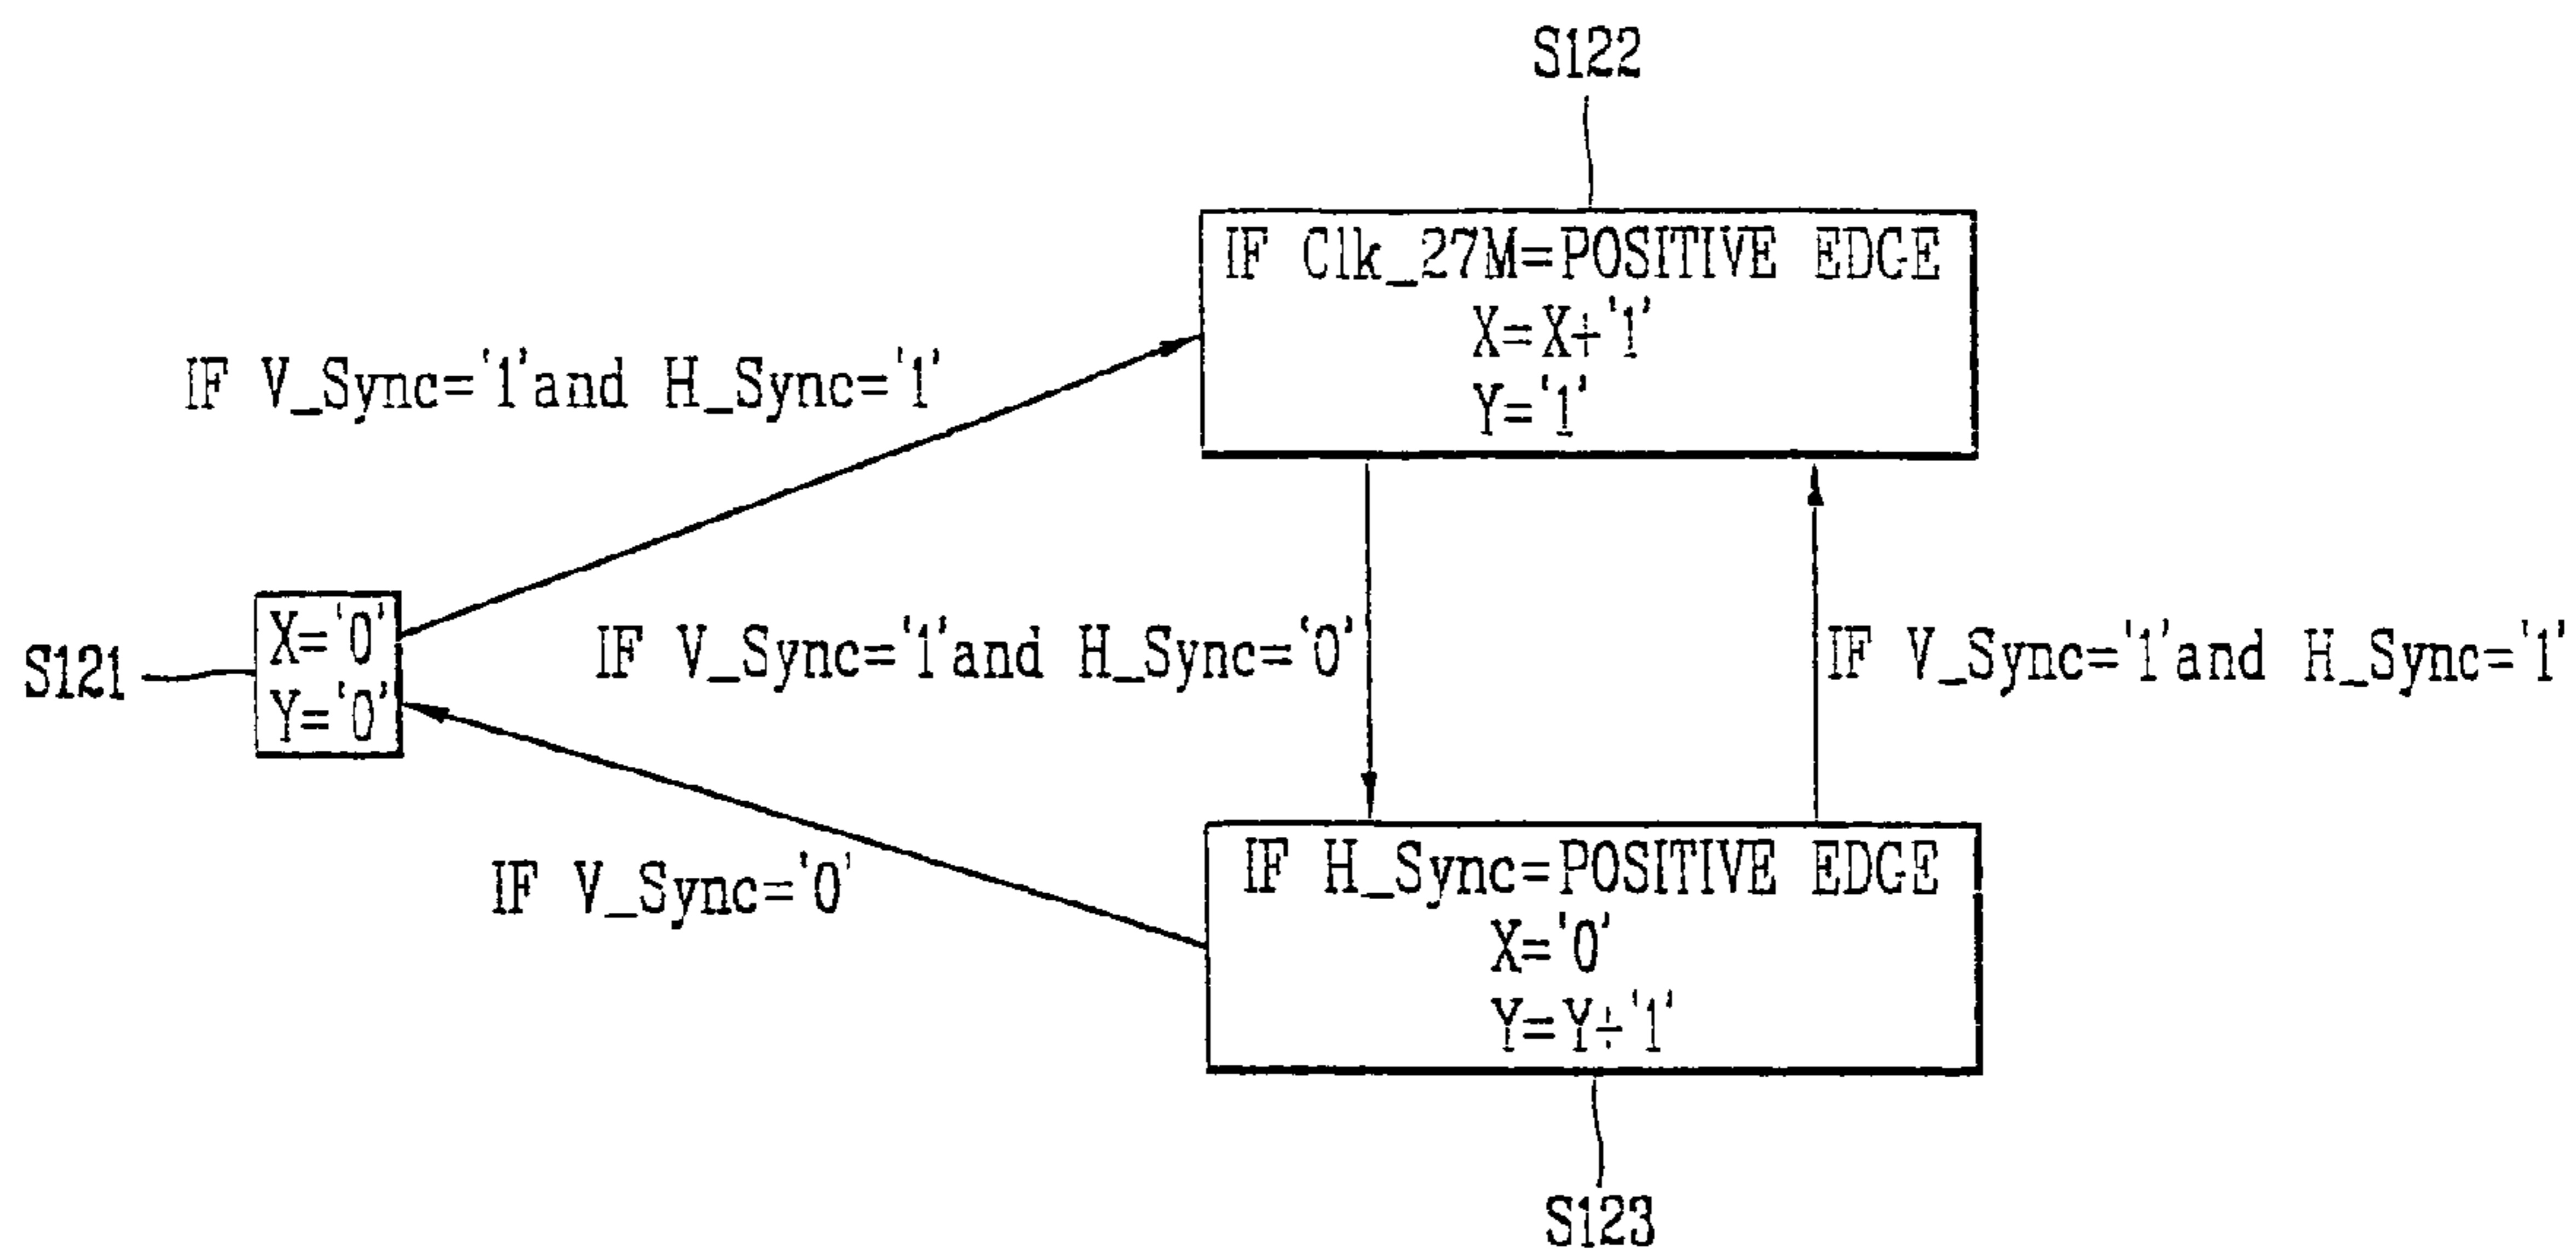 S122
IF Clk_27M=POSITIVE EDGE
X=X+'1'
Y='1'
IF V_Sync='1'and H_Sync='1'
S121
X='0'
Y='0'
IF V_Sync='1'and H_Sync='0'
IF V_Sync='1'and H_Sync='1'
IF V_Sync='0'
IF H_Sync=POSITIVE EDGE
X='0'
Y=Y+'1'
S123